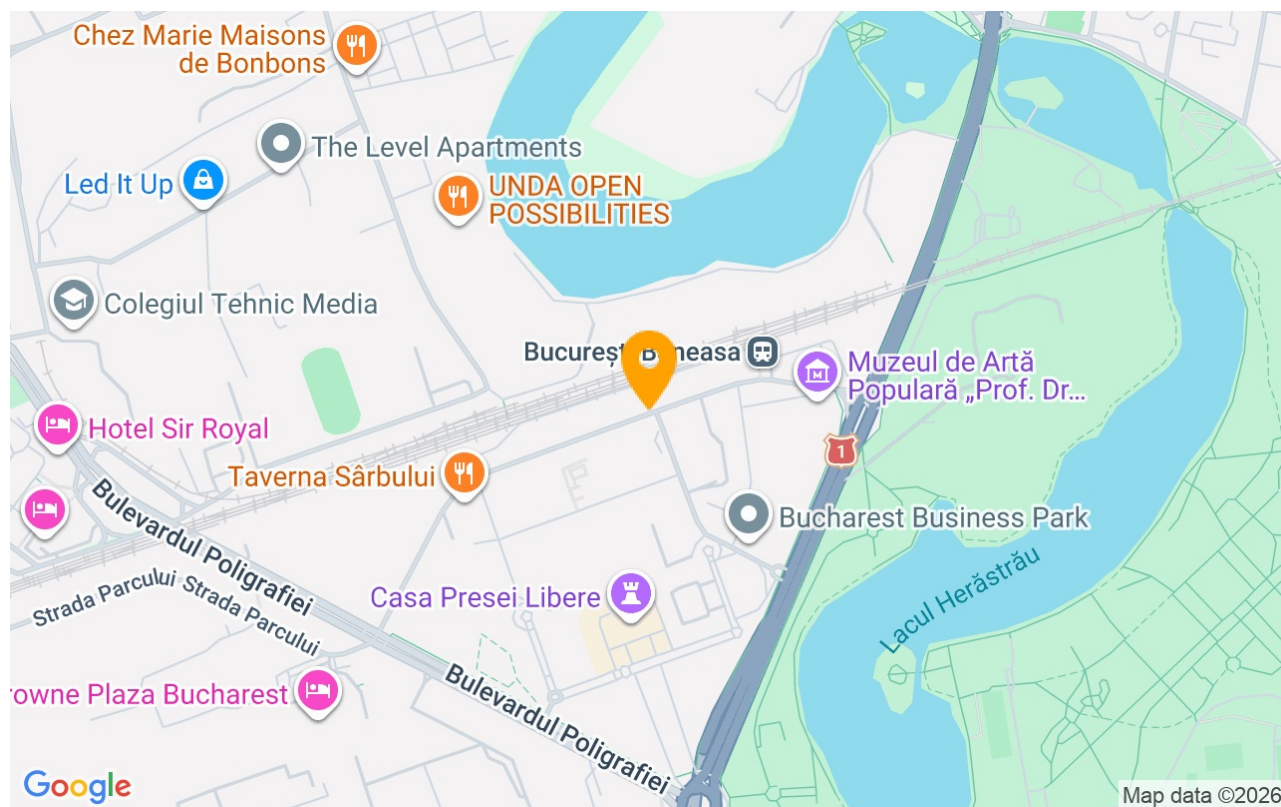 Chez Marie Maisons
de Bonbons
The Level Apartments
Led It Up
UNDA OPEN
POSSIBILITIES
Colegiul Tehnic Media
București B neasa
Muzeul de Artă
Populară „Prof. Dr...
Hotel Sir Royal
1
Taverna Sârbului
Bulevardul Poligrafiei
Bucharest Business Park
Lacul Herăstrău
Casa Presei Libere
Strada Parcului
Strada Parcului
rowne Plaza Bucharest
Bulevardul Poligrafiei
Google
Map data ©2026